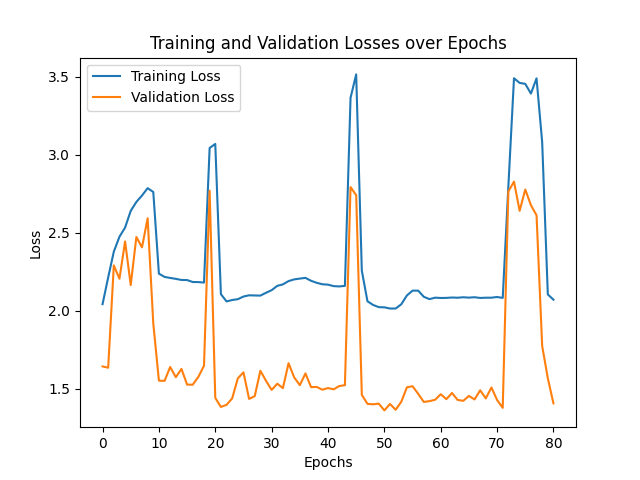 Training and Validation Losses over Epochs
Training Loss
Validation Loss
Loss
3.5
3.0
2.5
2.0
1.5
0 10 20 30 40 50 60 70 80
Epochs